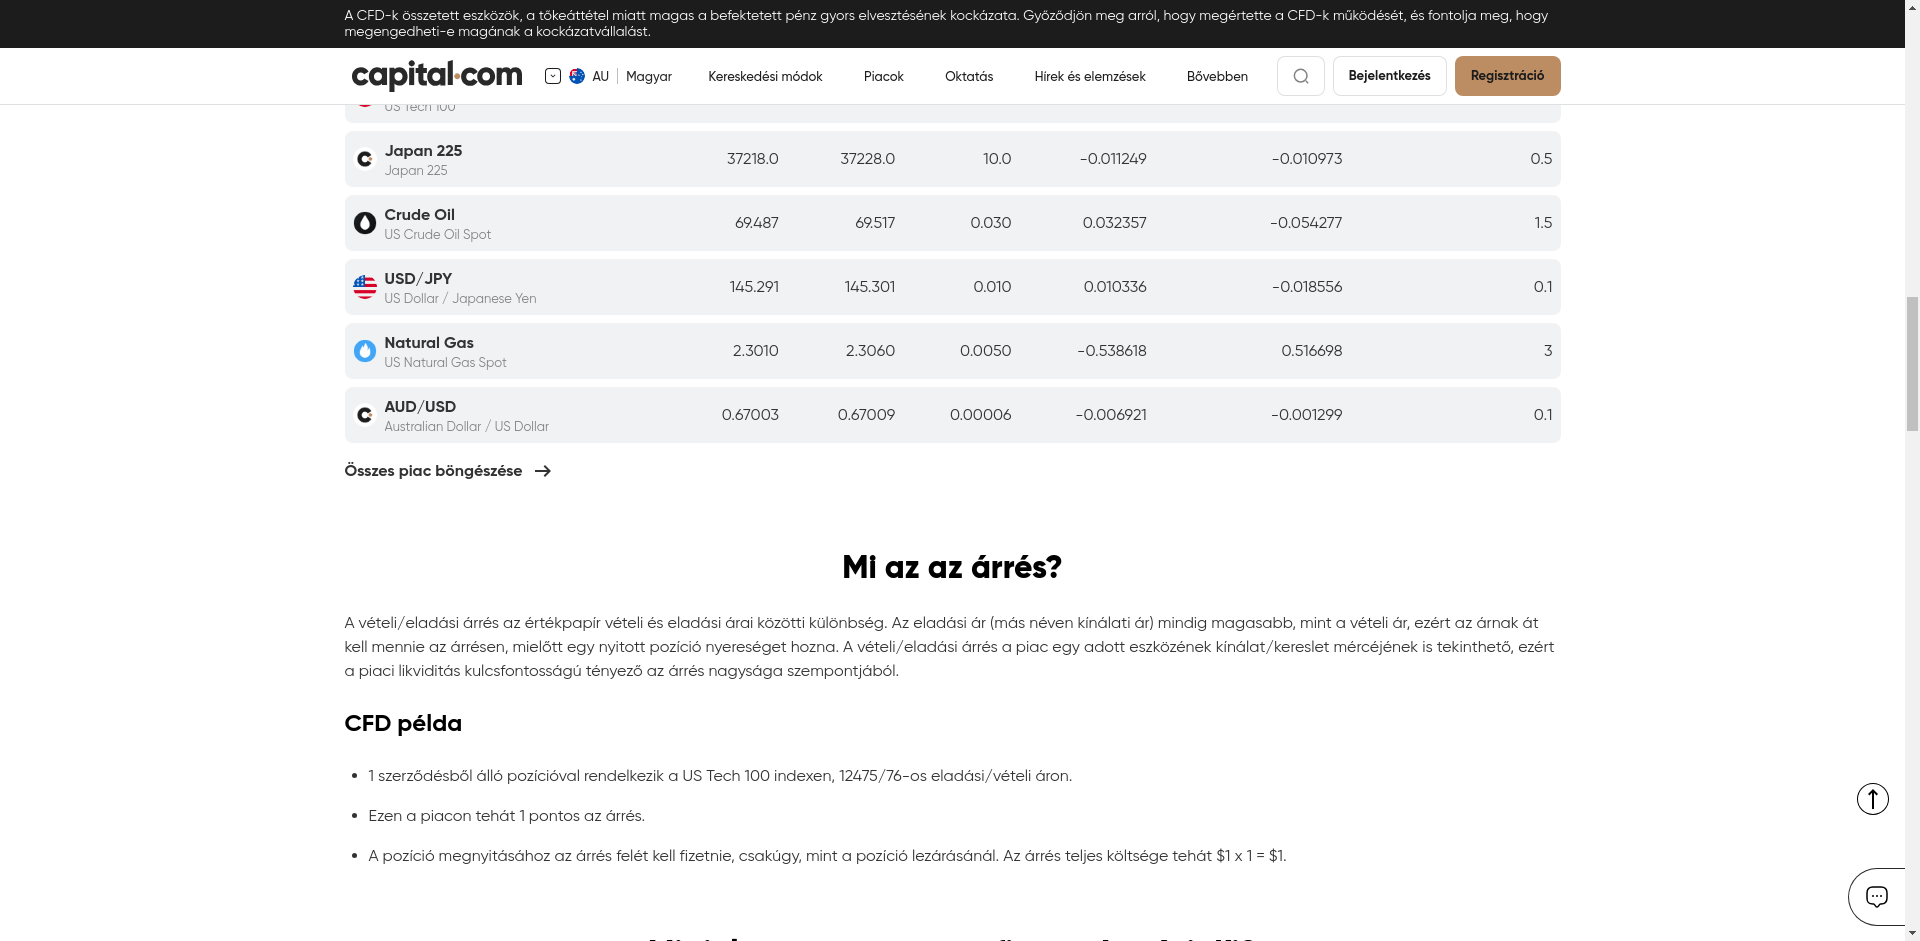 A CFD-k összetett eszközök, a tőkeáttétel miatt magas a befektetett pénz gyors elvesztésének kockázata. Győződjön meg arról, hogy megértette a CFD-k működését, és fontolja meg, hogy
megengedheti-e magának a kockázatvállalást.
capital.com AU Magyar Kereskedési módok Piacok Oktatás Hírek és elemzések Bővebben Bejelentkezés Regisztráció
US Tech 100
Japan 225
Japan 225
37218.0 37228.0 10.0 -0.011249 -0.010973 0.5
Crude Oil
US Crude Oil Spot
69.487 69.517 0.030 0.032357 -0.054277 1.5
USD/JPY
US Dollar / Japanese Yen
145.291 145.301 0.010 0.010336 -0.018556 0.1
Natural Gas
US Natural Gas Spot
2.3010 2.3060 0.0050 -0.538618 0.516698 3
AUD/USD
Australian Dollar / US Dollar
0.67003 0.67009 0.00006 -0.006921 -0.001299 0.1
Összes piac böngészése
Mi az az árrés?
A vételi/eladási árrés az értékpapír vételi és eladási árai közötti különbség. Az eladási ár (más néven kínálati ár) mindig magasabb, mint a vételi ár, ezért az árnak át
kell mennie az árrésen, mielőtt egy nyitott pozíció nyereséget hozna. A vételi/eladási árrés a piac egy adott eszközének kínálat/kereslet mércéjének is tekinthető, ezért
a piaci likviditás kulcsfontosságú tényező az árrés nagysága szempontjából.
CFD példa
1 szerződésből álló pozícióval rendelkezik a US Tech 100 indexen, 12475/76-os eladási/vételi áron.
Ezen a piacon tehát 1 pontos az árrés.
A pozíció megnyitásához az árrés felét kell fizetnie, csakúgy, mint a pozíció lezárásánál. Az árrés teljes költsége tehát $1 x 1 = $1.